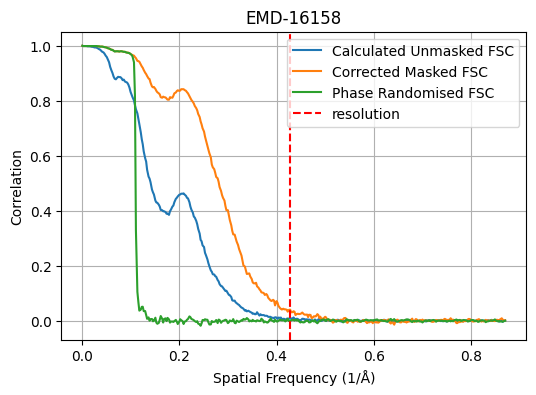 EMD-16158
Calculated Unmasked FSC
Corrected Masked FSC
Phase Randomised FSC
resolution
Correlation
1.0
0.8
0.6
0.4
0.2
0.0
0.0 0.2 0.4 0.6 0.8
Spatial Frequency (1/Å)